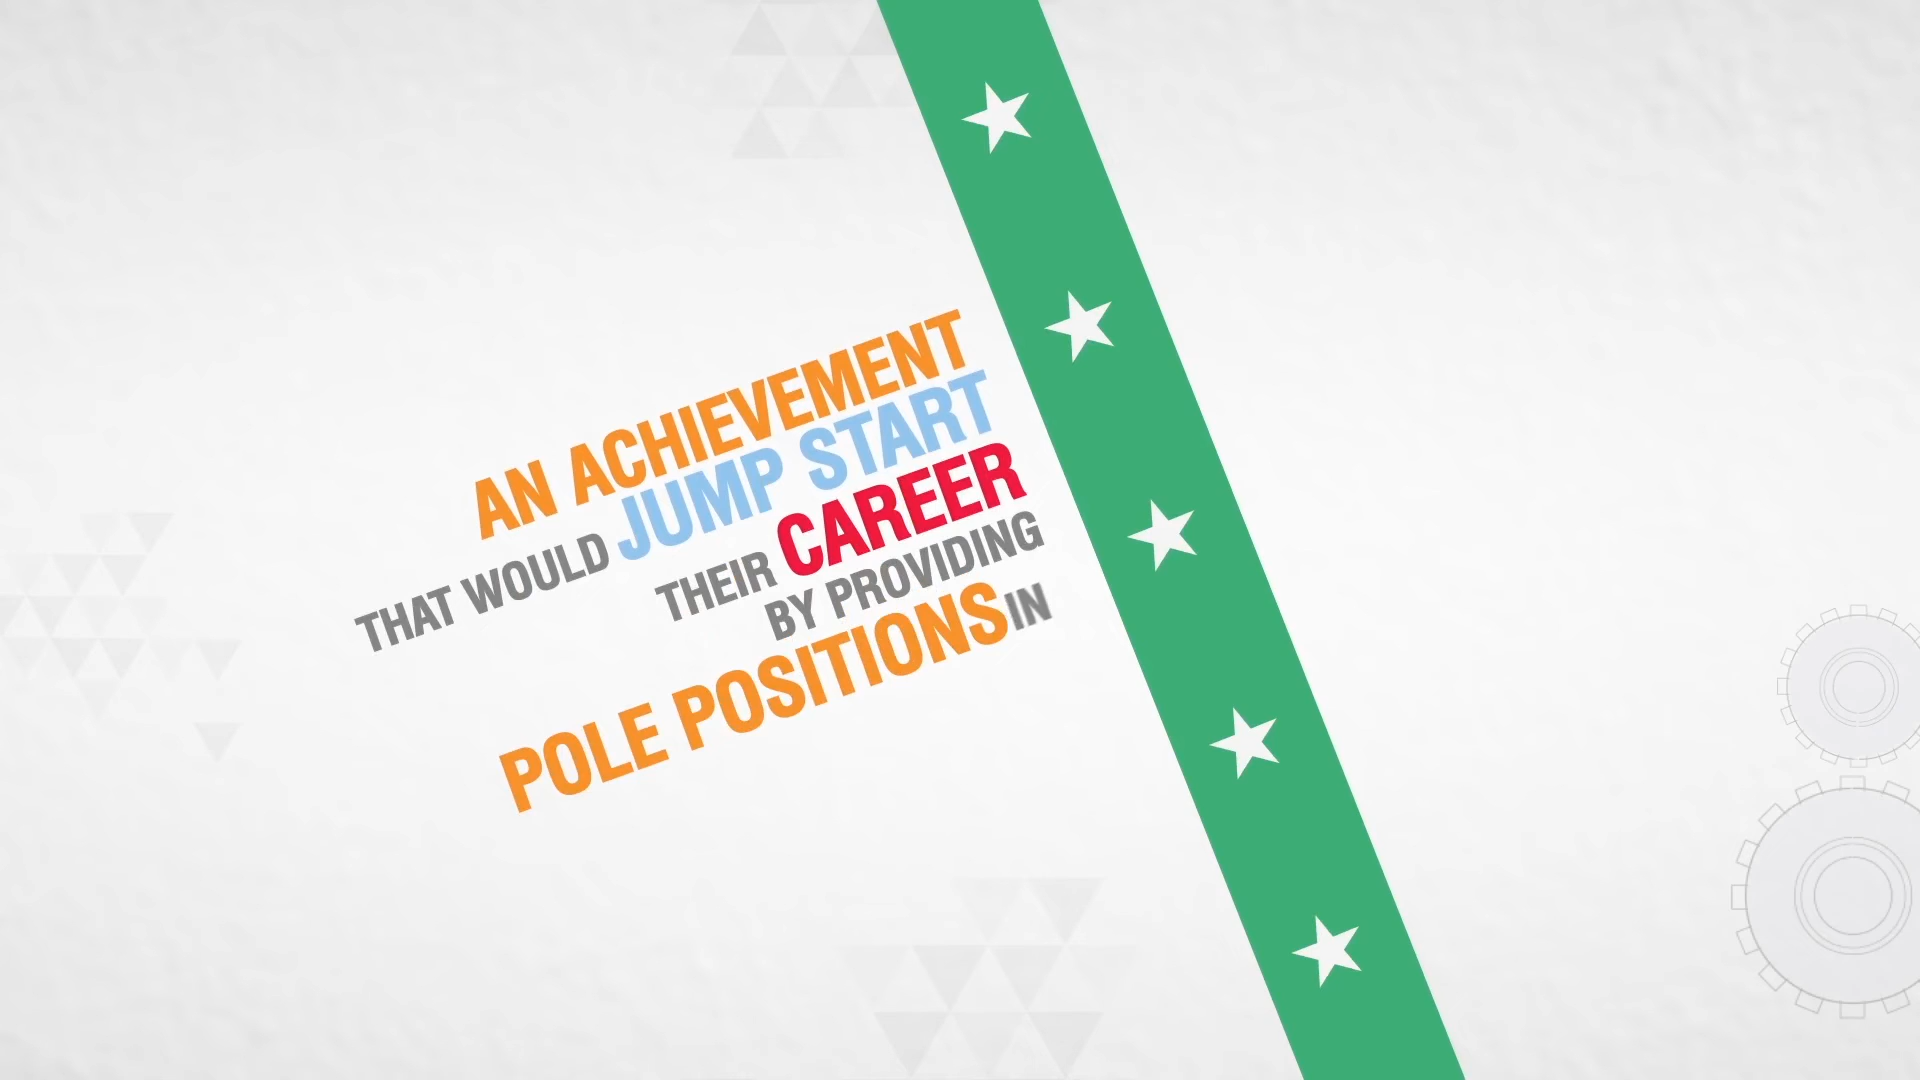 AN ACHIEVEMENT
THAT WOULD JUMP START
THEIR CAREER
BY PROVIDING
POLE POSITIONS IN